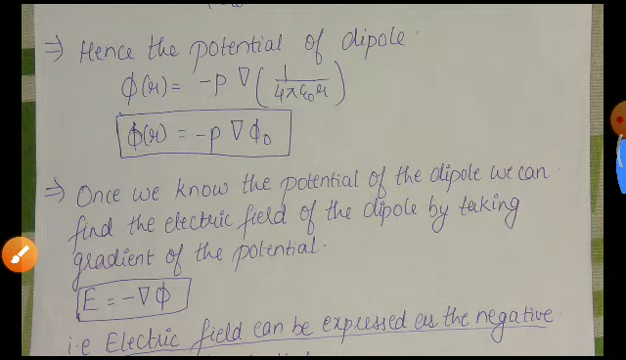 ⇒ Hence the potential of dipole.
ϕ(r) = -p ∇ (1/4πε₀r)
ϕ(r) = -p ∇ ϕ₀
⇒ Once we know the potential of the dipole we can
find the electric field of the dipole by taking
gradient of the potential.
E = -∇ϕ
i.e Electric field can be expressed as the negative